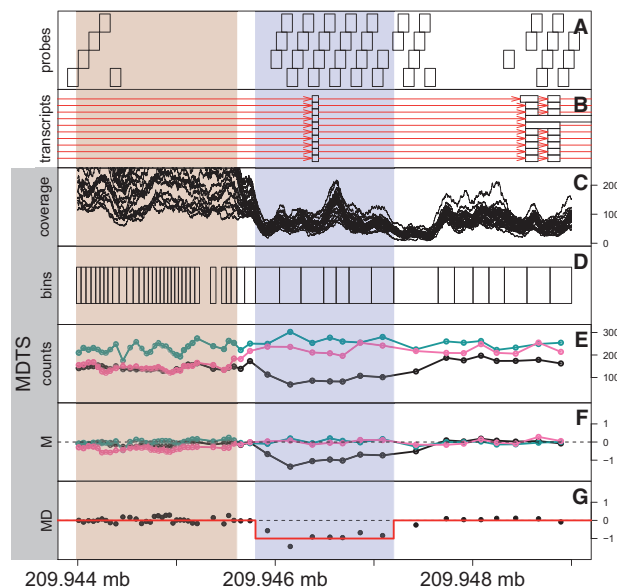 probes
A
transcripts
B
MDTS
coverage
C
200
100
0
bins
D
counts
E
300
200
100
M
F
1
0
−1
MD
G
1
0
−1
209.944 mb 209.946 mb 209.948 mb